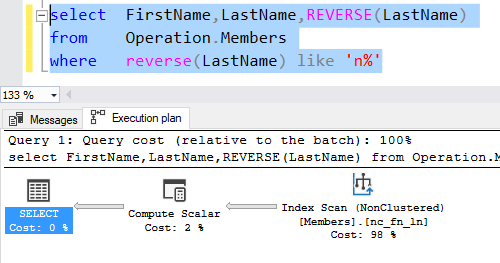 select FirstName,LastName,REVERSE(LastName)
from Operation.Members
where reverse(LastName) like 'n%'
133 %
Messages Execution plan
Query 1: Query cost (relative to the batch): 100%
select FirstName,LastName,REVERSE(LastName) from Operation.M
SELECT
Cost: 0 %
Compute Scalar
Cost: 2 %
Index Scan (NonClustered)
[Members].[nc_fn_ln]
Cost: 98 %